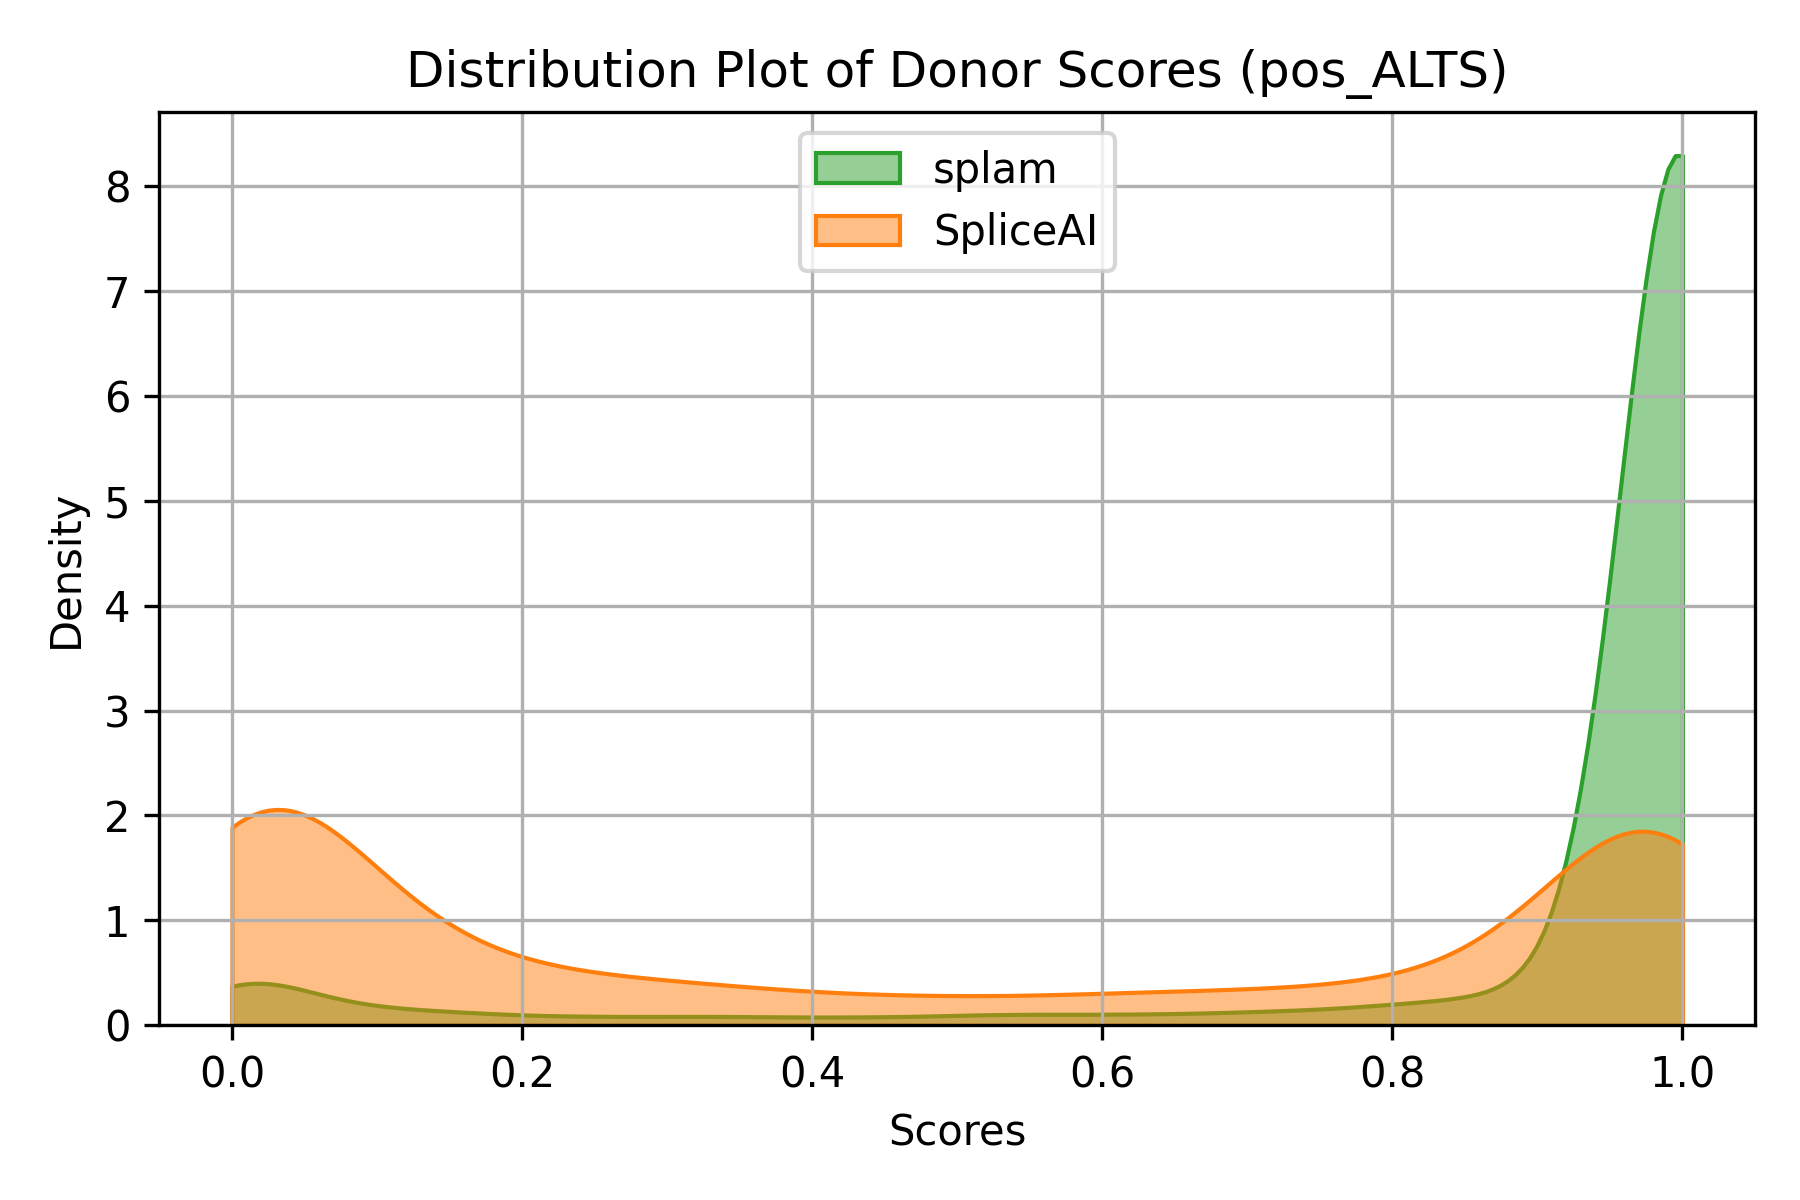 Distribution Plot of Donor Scores (pos_ALTS)
splam
SpliceAI
Density
8
7
6
5
4
3
2
1
0
0.0 0.2 0.4 0.6 0.8 1.0
Scores